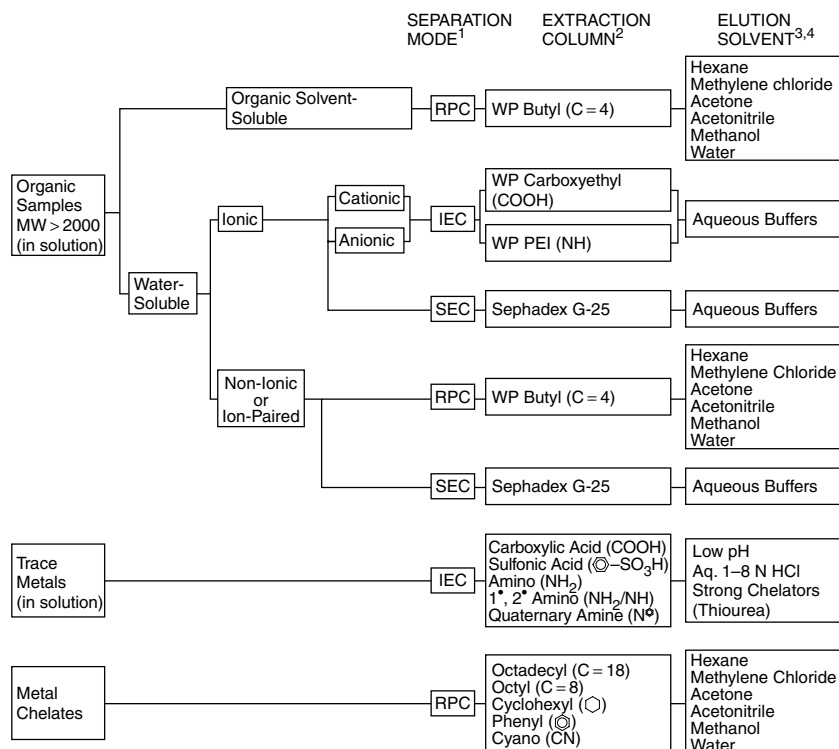 SEPARATION MODE1
EXTRACTION COLUMN2
ELUTION SOLVENT3,4
Organic Samples MW > 2000 (in solution)
Organic Solvent-
Soluble
RPC
WP Butyl (C = 4)
Hexane
Methylene chloride
Acetone
Acetonitrile
Methanol
Water
Water-
Soluble
Ionic
Cationic
Anionic
IEC
WP Carboxyethyl
(COOH)
WP PEI (NH)
Aqueous Buffers
SEC
Sephadex G-25
Aqueous Buffers
Non-Ionic
or
Ion-Paired
RPC
WP Butyl (C = 4)
Hexane
Methylene Chloride
Acetone
Acetonitrile
Methanol
Water
SEC
Sephadex G-25
Aqueous Buffers
Trace
Metals
(in solution)
IEC
Carboxylic Acid (COOH)
Sulfonic Acid (⌬–SO3H)
Amino (NH2)
1•, 2• Amino (NH2/NH)
Quaternary Amine (N)
Low pH
Aq. 1–8 N HCl
Strong Chelators
(Thiourea)
Metal
Chelates
RPC
Octadecyl (C = 18)
Octyl (C = 8)
Cyclohexyl (⬡)
Phenyl (⌬)
Cyano (CN)
Hexane
Methylene Chloride
Acetone
Acetonitrile
Methanol
Water